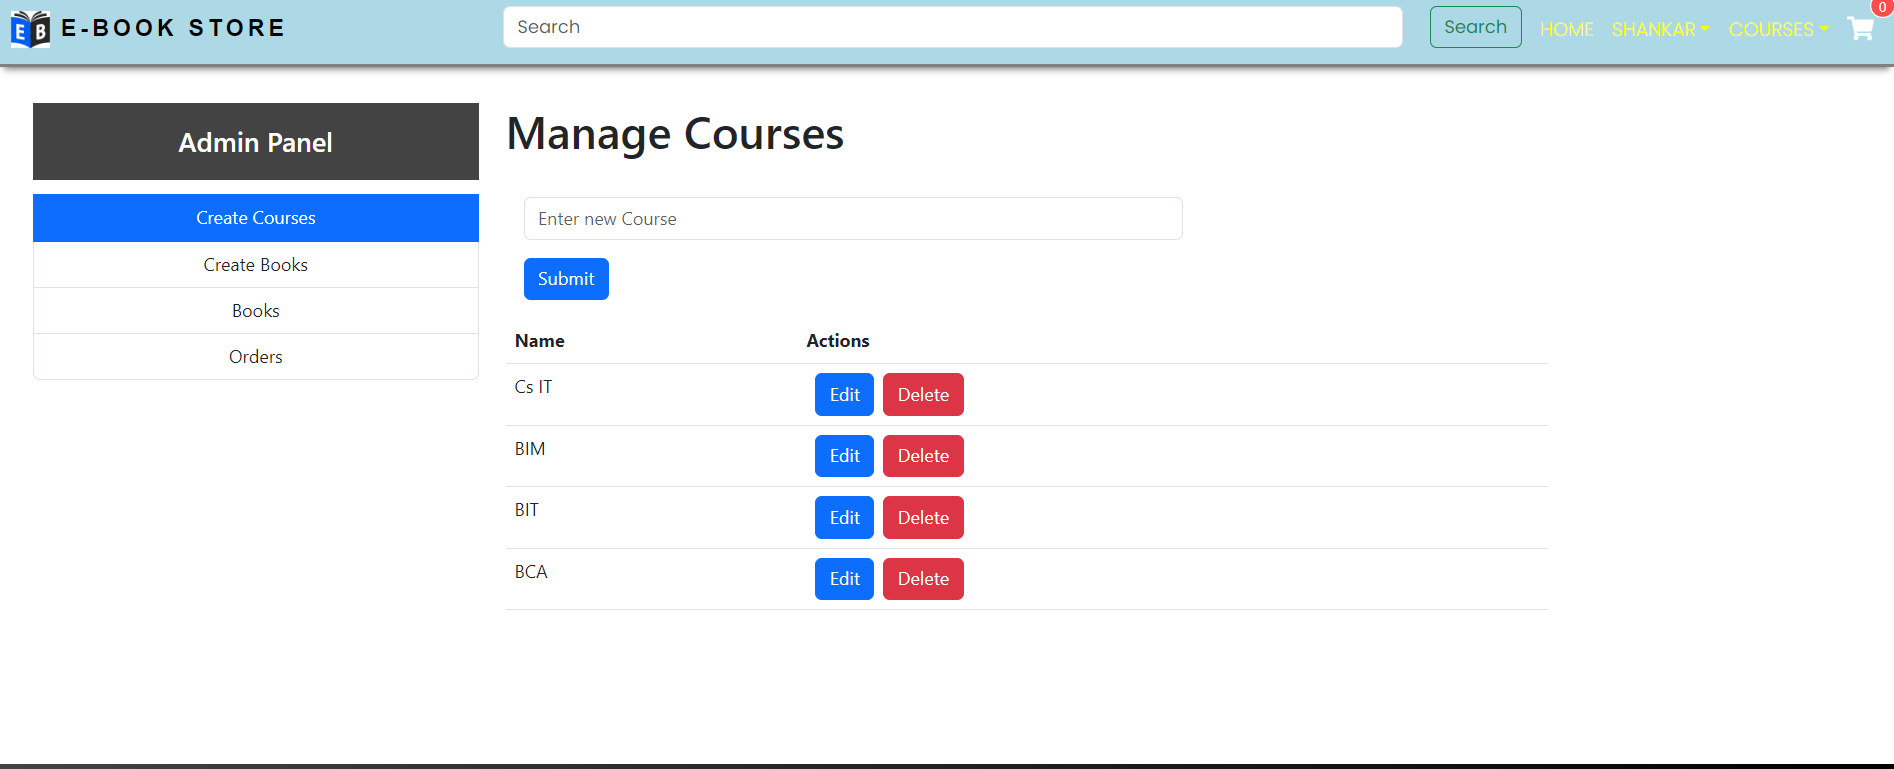 EB E-BOOK STORE Search Search HOME SHANKAR COURSES 0
Admin Panel
Create Courses
Create Books
Books
Orders
Manage Courses
Enter new Course
Submit
Name Actions
Cs IT Edit Delete
BIM Edit Delete
BIT Edit Delete
BCA Edit Delete